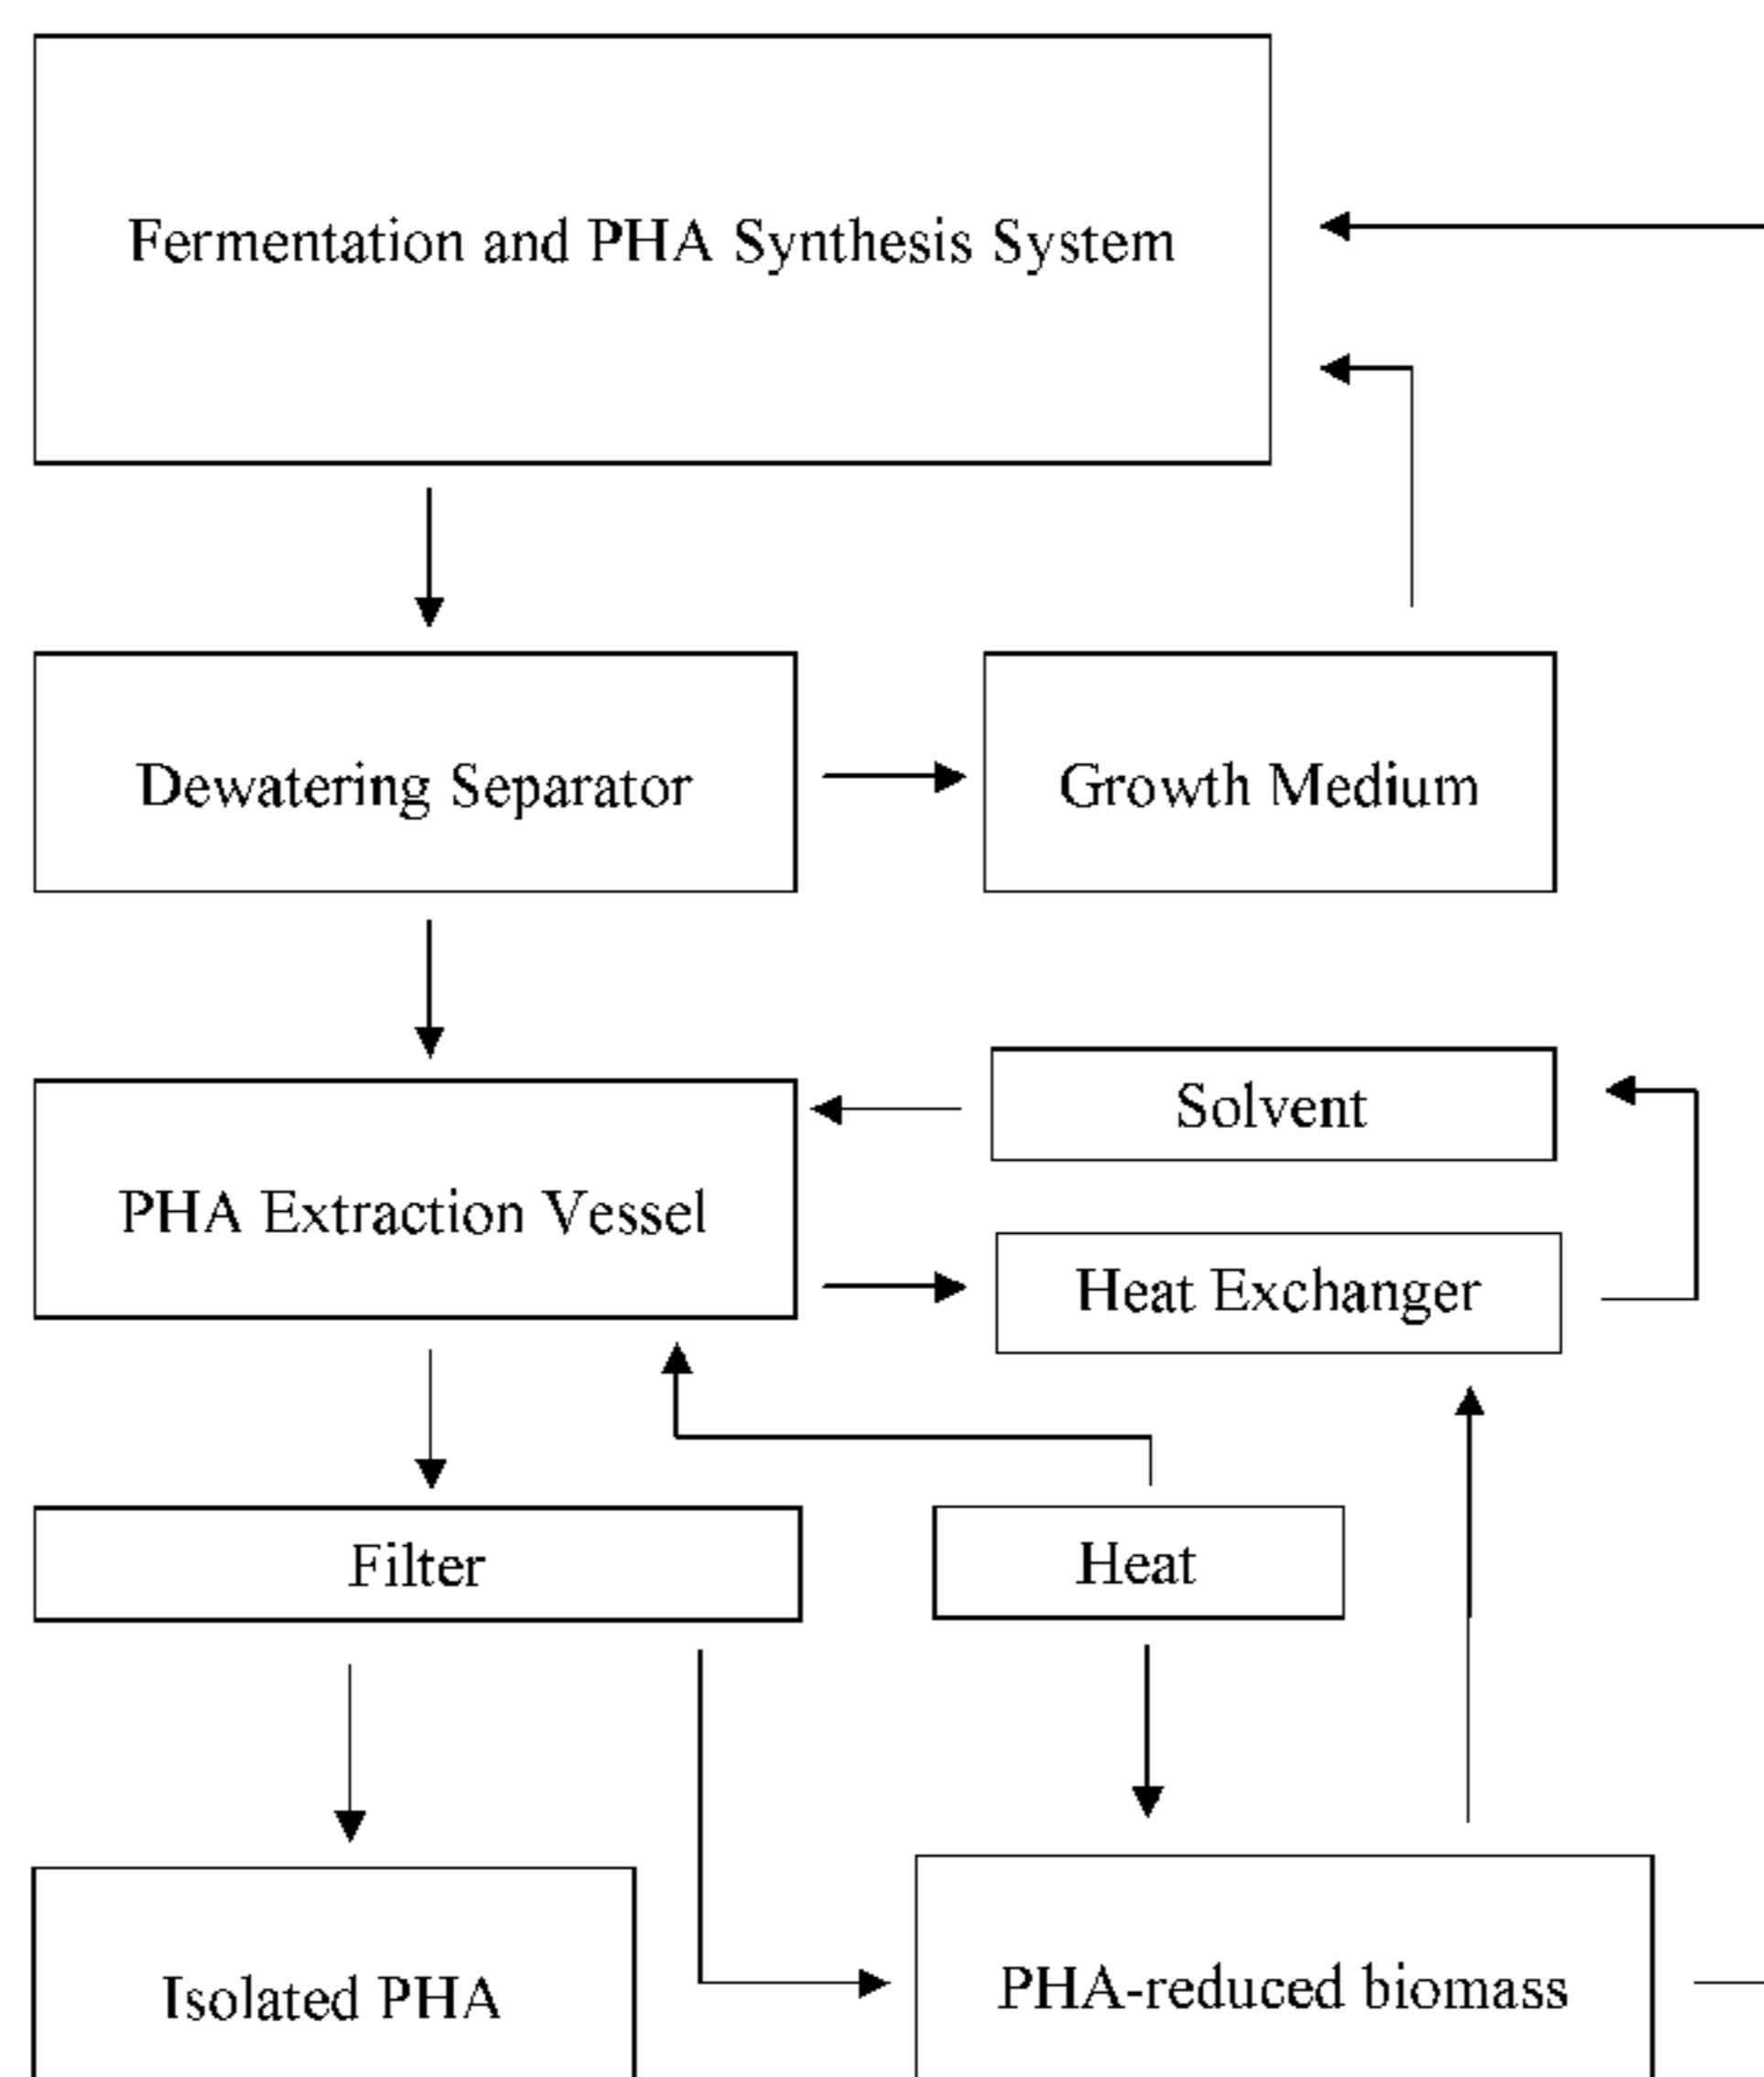 Fermentation and PHA Synthesis System
Dewatering Separator
Growth Medium
Solvent
PHA Extraction Vessel
Heat Exchanger
Filter
Heat
Isolated PHA
PHA-reduced biomass